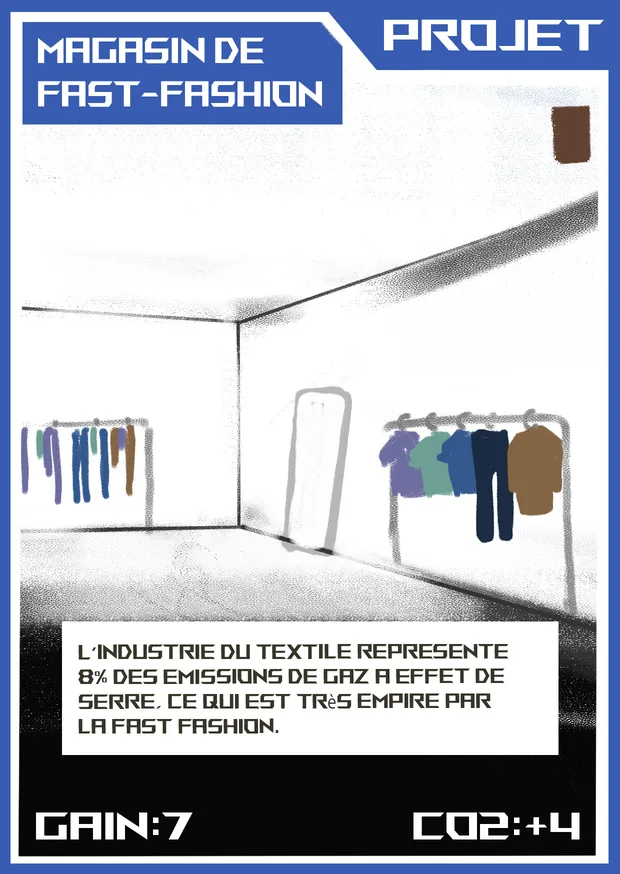 MAGASIN DE
FAST-FASHION
PROJET
L'INDUSTRIE DU TEXTILE REPRESENTE
8% DES EMISSIONS DE GAZ A EFFET DE
SERRE, CE QUI EST TRèS EMPIRE PAR
LA FAST FASHION.
GAIN:7
CO2:+4